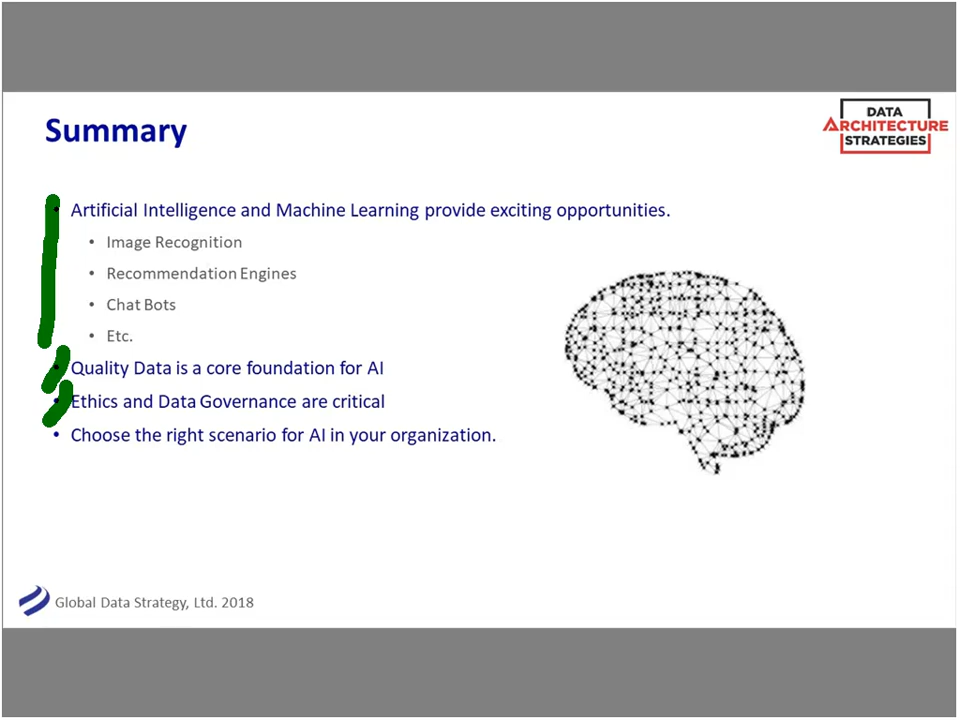 Summary
DATA
ARCHITECTURE
STRATEGIES
• Artificial Intelligence and Machine Learning provide exciting opportunities.
• Image Recognition
• Recommendation Engines
• Chat Bots
• Etc.
• Quality Data is a core foundation for AI
• Ethics and Data Governance are critical
• Choose the right scenario for AI in your organization.
Global Data Strategy, Ltd. 2018